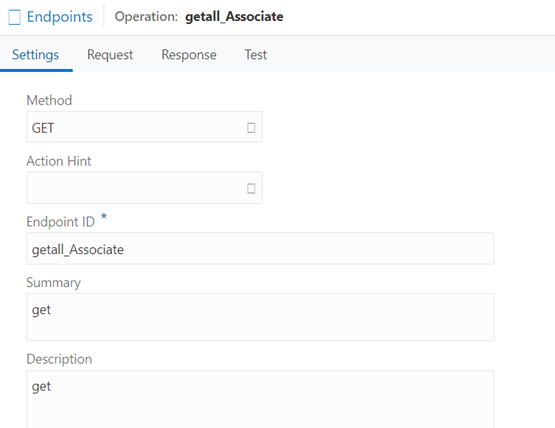 Endpoints Operation: getall_Associate
Settings Request Response Test
Method
GET
Action Hint
Endpoint ID *
getall_Associate
Summary
get
Description
get